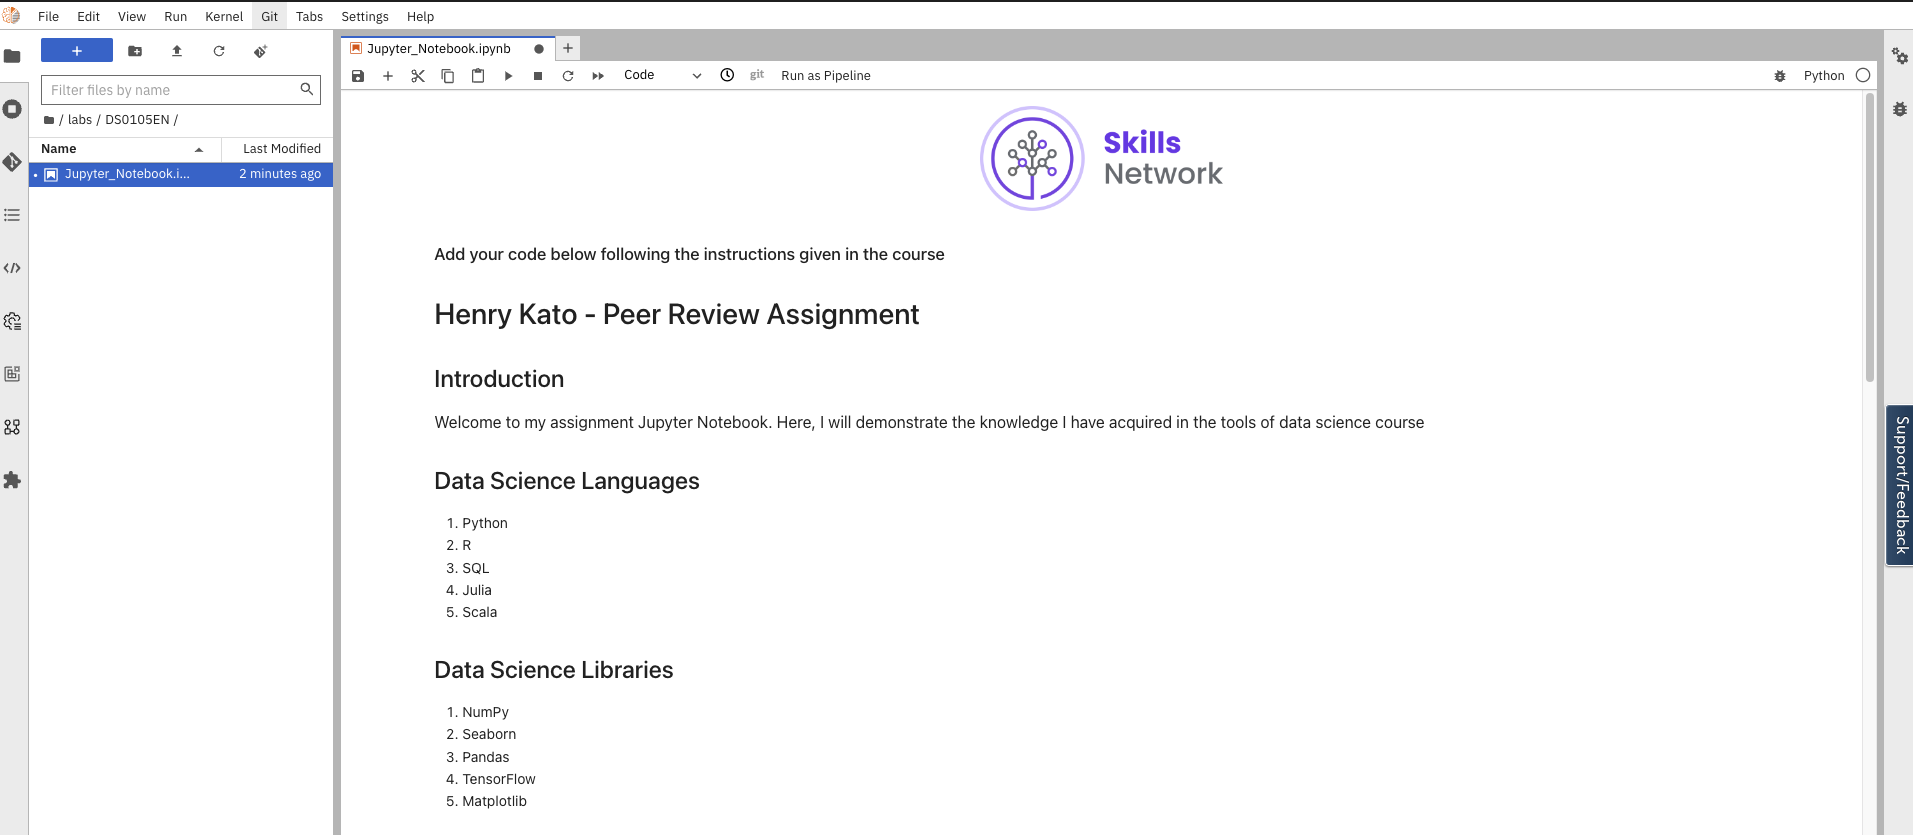 File Edit View Run Kernel Git Tabs Settings Help
+
Filter files by name
/ labs / DS0105EN /
Name Last Modified
Jupyter_Notebook.i... 2 minutes ago
Jupyter_Notebook.ipynb
+
Code git Run as Pipeline Python
Skills
Network
Add your code below following the instructions given in the course
Henry Kato - Peer Review Assignment
Introduction
Welcome to my assignment Jupyter Notebook. Here, I will demonstrate the knowledge I have acquired in the tools of data science course
Data Science Languages
1. Python
2. R
3. SQL
4. Julia
5. Scala
Data Science Libraries
1. NumPy
2. Seaborn
3. Pandas
4. TensorFlow
5. Matplotlib
Support/Feedback